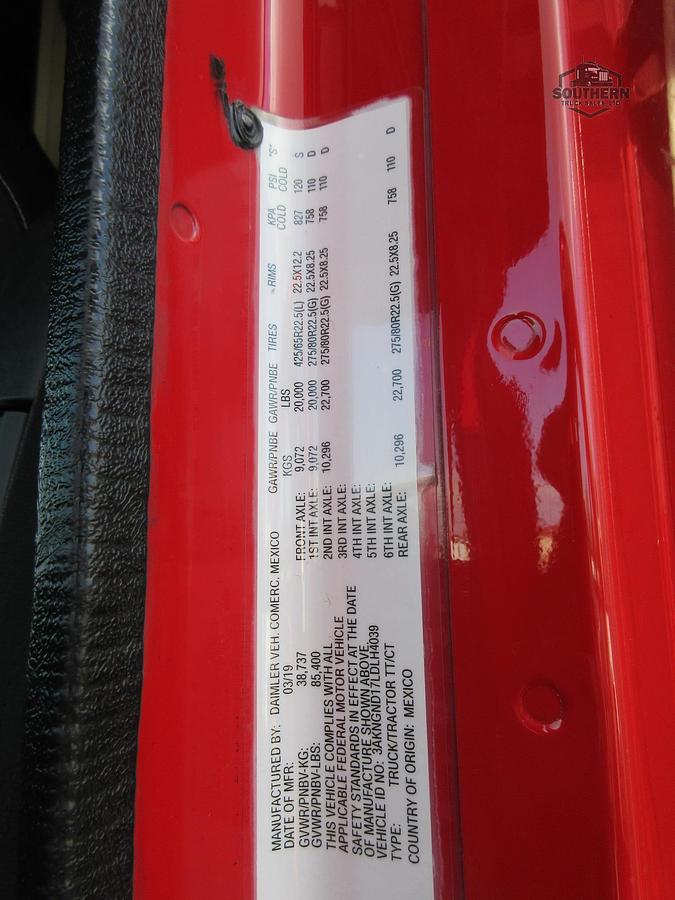 MANUFACTURED BY: DAIMLER VEH. COMERC. MEXICO
DATE OF MFR: 03/19
GVWR/PNBV-KG: 38,737
GVWR/PNBV-LBS: 85,400
THIS VEHICLE COMPLIES WITH ALL
APPLICABLE FEDERAL MOTOR VEHICLE
SAFETY STANDARDS IN EFFECT AT THE DATE
OF MANUFACTURE SHOWN ABOVE.
VEHICLE ID NO: 3AKNGND17LDLH4039
TYPE: TRUCK/TRACTOR TT/CT
COUNTRY OF ORIGIN: MEXICO
GAWR/PNBE GAWR/PNBE TIRES RIMS KPA PSI "S"
KGS LBS COLD COLD
FRONT AXLE: 9,072 20,000 425/65R22.5(L) 22.5X12.2 827 120 S
1ST INT AXLE: 9,072 20,000 275/80R22.5(G) 22.5X8.25 758 110 D
2ND INT AXLE: 10,296 22,700 275/80R22.5(G) 22.5X8.25 758 110 D
3RD INT AXLE:
4TH INT AXLE:
5TH INT AXLE:
6TH INT AXLE:
REAR AXLE: 10,296 22,700 275/80R22.5(G) 22.5X8.25 758 110 D
SOUTHERN
TRUCK SALES, LTD